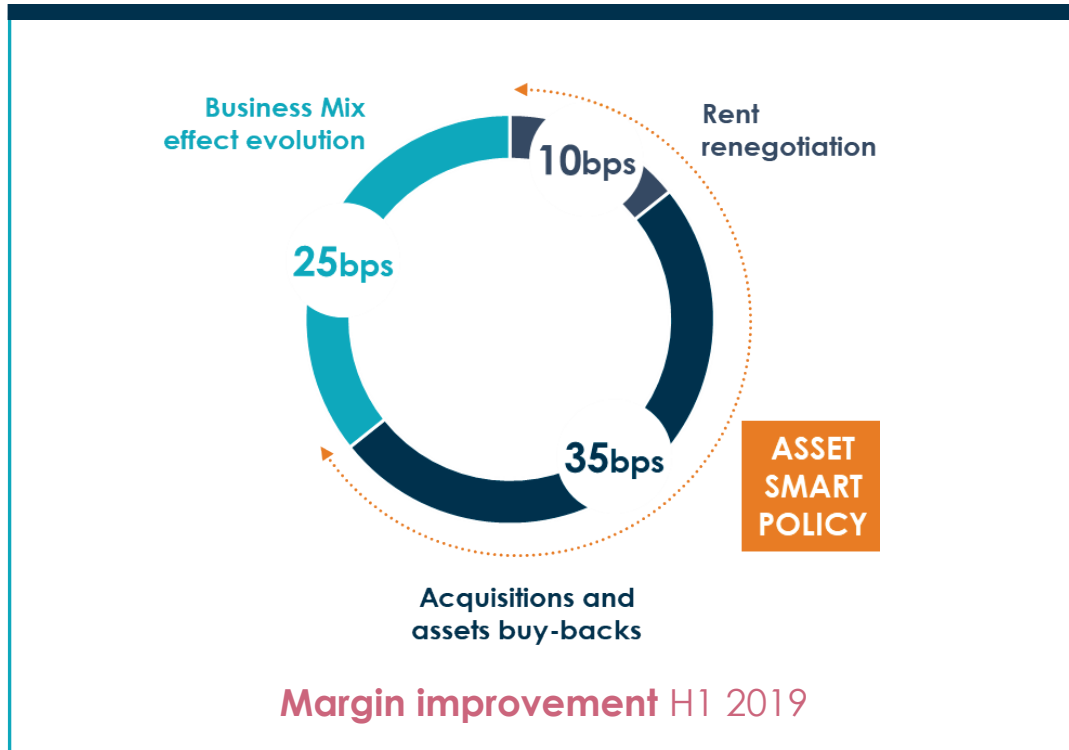 Business Mix
effect evolution
Rent
renegotiation
10bps
25bps
35bps
ASSET
SMART
POLICY
Acquisitions and
assets buy-backs
Margin improvement H1 2019